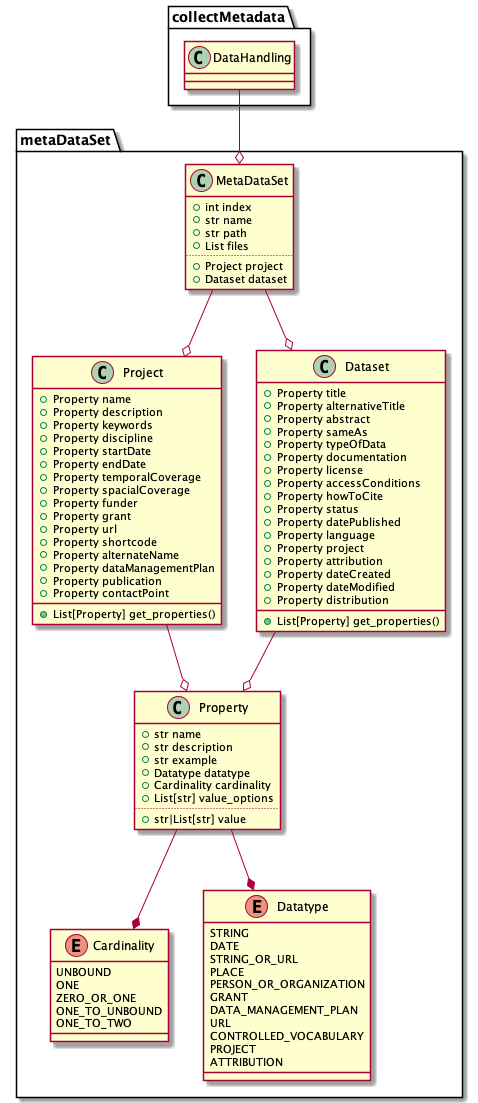 collectMetadata
C DataHandling
metaDataSet
C MetaDataSet
int index
str name
str path
List files
Project project
Dataset dataset
C Project
Property name
Property description
Property keywords
Property discipline
Property startDate
Property endDate
Property temporalCoverage
Property spacialCoverage
Property funder
Property grant
Property url
Property shortcode
Property alternateName
Property dataManagementPlan
Property publication
Property contactPoint
List[Property] get_properties()
C Dataset
Property title
Property alternativeTitle
Property abstract
Property sameAs
Property typeOfData
Property documentation
Property license
Property accessConditions
Property howToCite
Property status
Property datePublished
Property language
Property project
Property attribution
Property dateCreated
Property dateModified
Property distribution
List[Property] get_properties()
C Property
str name
str description
str example
Datatype datatype
Cardinality cardinality
List[str] value_options
str|List[str] value
E Cardinality
UNBOUND
ONE
ZERO_OR_ONE
ONE_TO_UNBOUND
ONE_TO_TWO
E Datatype
STRING
DATE
STRING_OR_URL
PLACE
PERSON_OR_ORGANIZATION
GRANT
DATA_MANAGEMENT_PLAN
URL
CONTROLLED_VOCABULARY
PROJECT
ATTRIBUTION